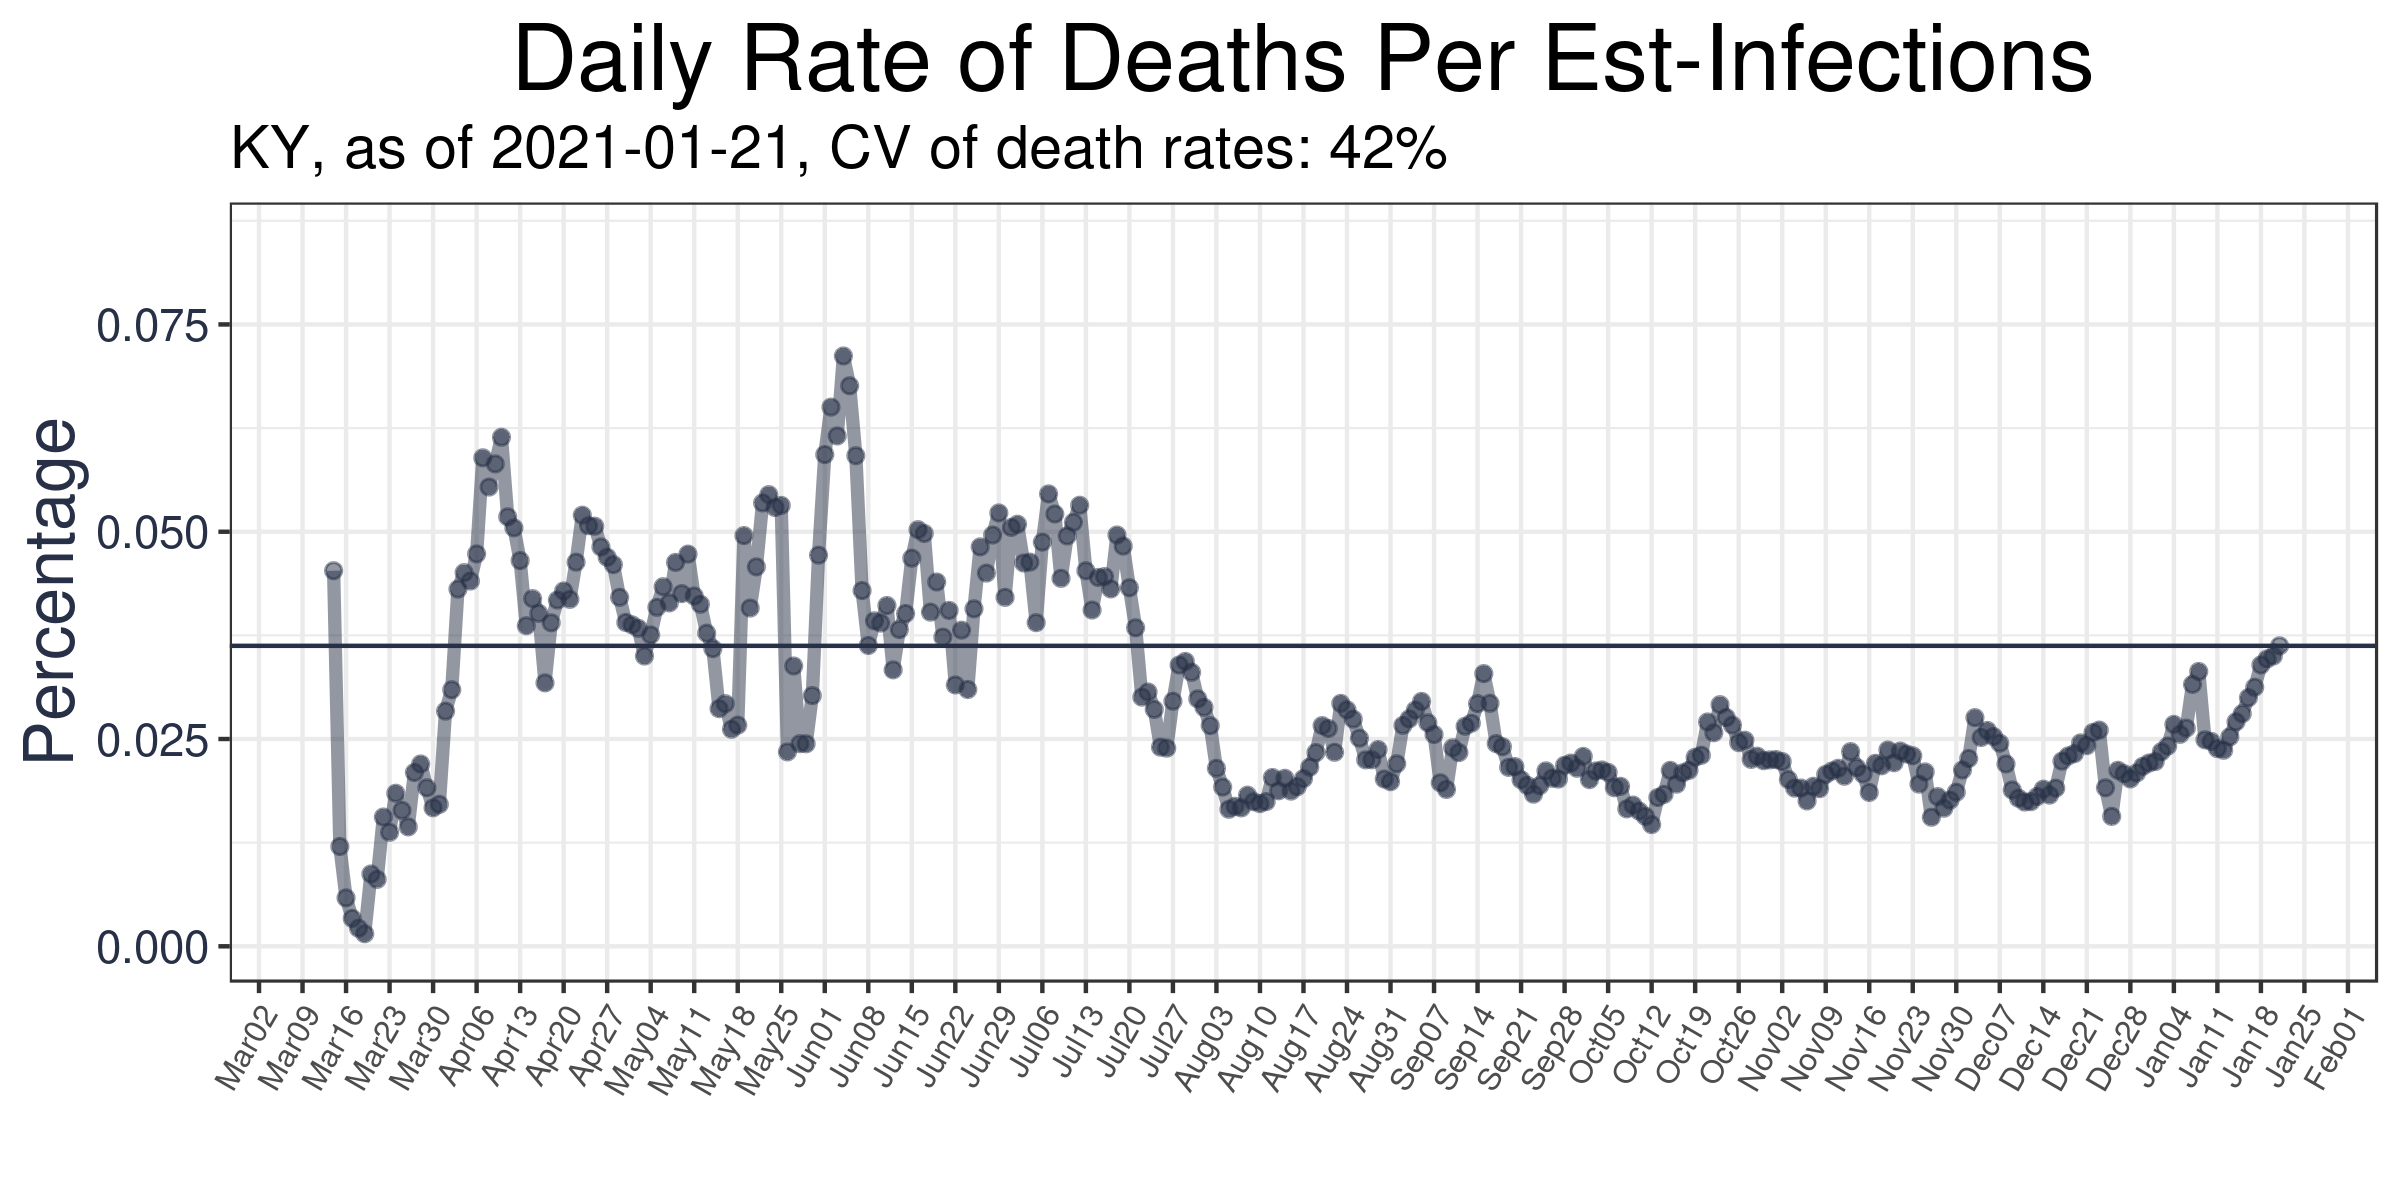 Daily Rate of Deaths Per Est-Infections
KY, as of 2021-01-21, CV of death rates: 42%
Percentage
0.075
0.050
0.025
0.000
Mar02
Mar09
Mar16
Mar23
Mar30
Apr06
Apr13
Apr20
Apr27
May04
May11
May18
May25
Jun01
Jun08
Jun15
Jun22
Jun29
Jul06
Jul13
Jul20
Jul27
Aug03
Aug10
Aug17
Aug24
Aug31
Sep07
Sep14
Sep21
Sep28
Oct05
Oct12
Oct19
Oct26
Nov02
Nov09
Nov16
Nov23
Nov30
Dec07
Dec14
Dec21
Dec28
Jan04
Jan11
Jan18
Jan25
Feb01